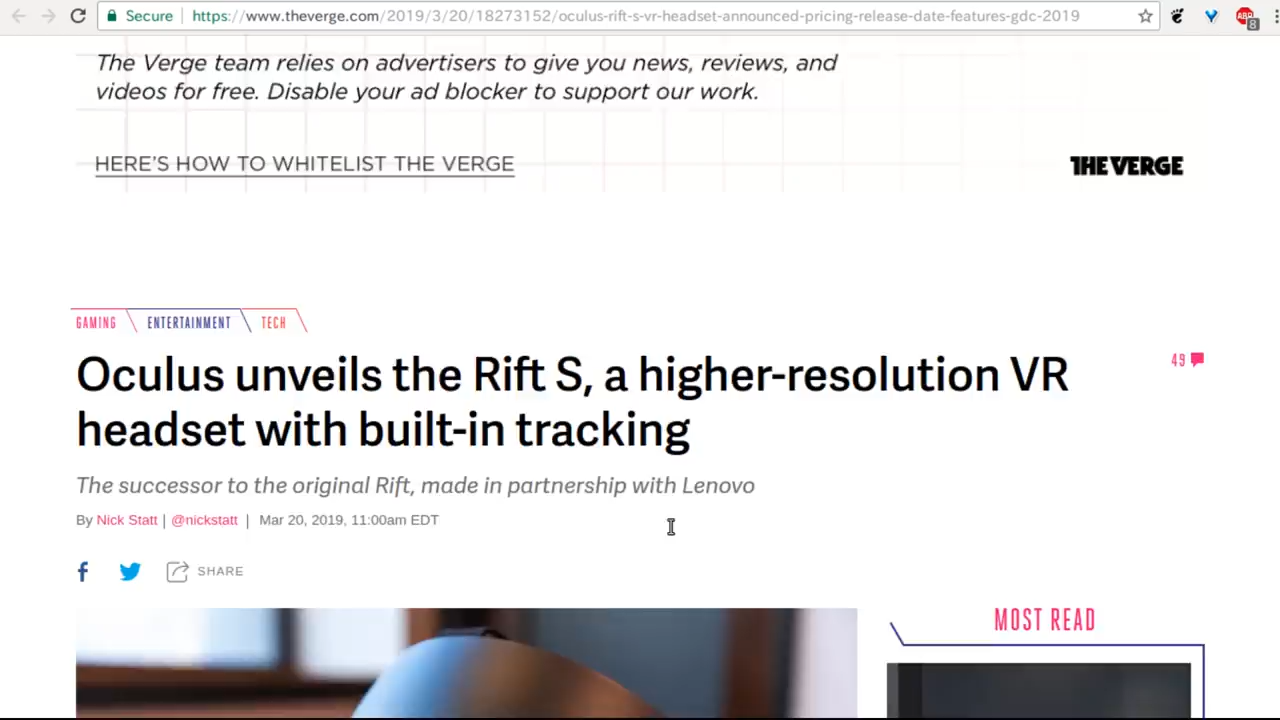 Secure https://www.theverge.com/2019/3/20/18273152/oculus-rift-s-vr-headset-announced-pricing-release-date-features-gdc-2019
ABP
8
The Verge team relies on advertisers to give you news, reviews, and
videos for free. Disable your ad blocker to support our work.
HERE'S HOW TO WHITELIST THE VERGE
THE VERGE
GAMING ENTERTAINMENT TECH
Oculus unveils the Rift S, a higher-resolution VR
headset with built-in tracking
49
The successor to the original Rift, made in partnership with Lenovo
By Nick Statt | @nickstatt | Mar 20, 2019, 11:00am EDT
SHARE
MOST READ